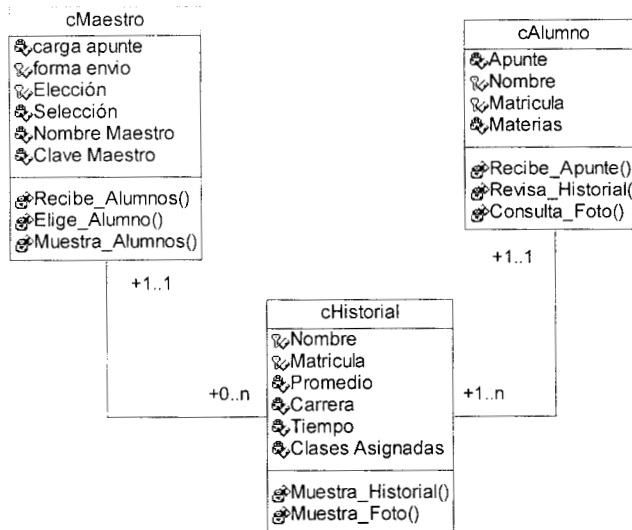 cMaestro
carga apunte
forma envio
Elección
Selección
Nombre Maestro
Clave Maestro
Recibe_Alumnos()
Elige_Alumno()
Muestra_Alumnos()
+1..1
+0..n
cAlumno
Apunte
Nombre
Matricula
Materias
Recibe_Apunte()
Revisa_Historial(
Consulta_Foto()
+1..1
+1..n
cHistorial
Nombre
Matricula
Promedio
Carrera
Tiempo
Clases Asignadas
Muestra_Historial()
Muestra_Foto()